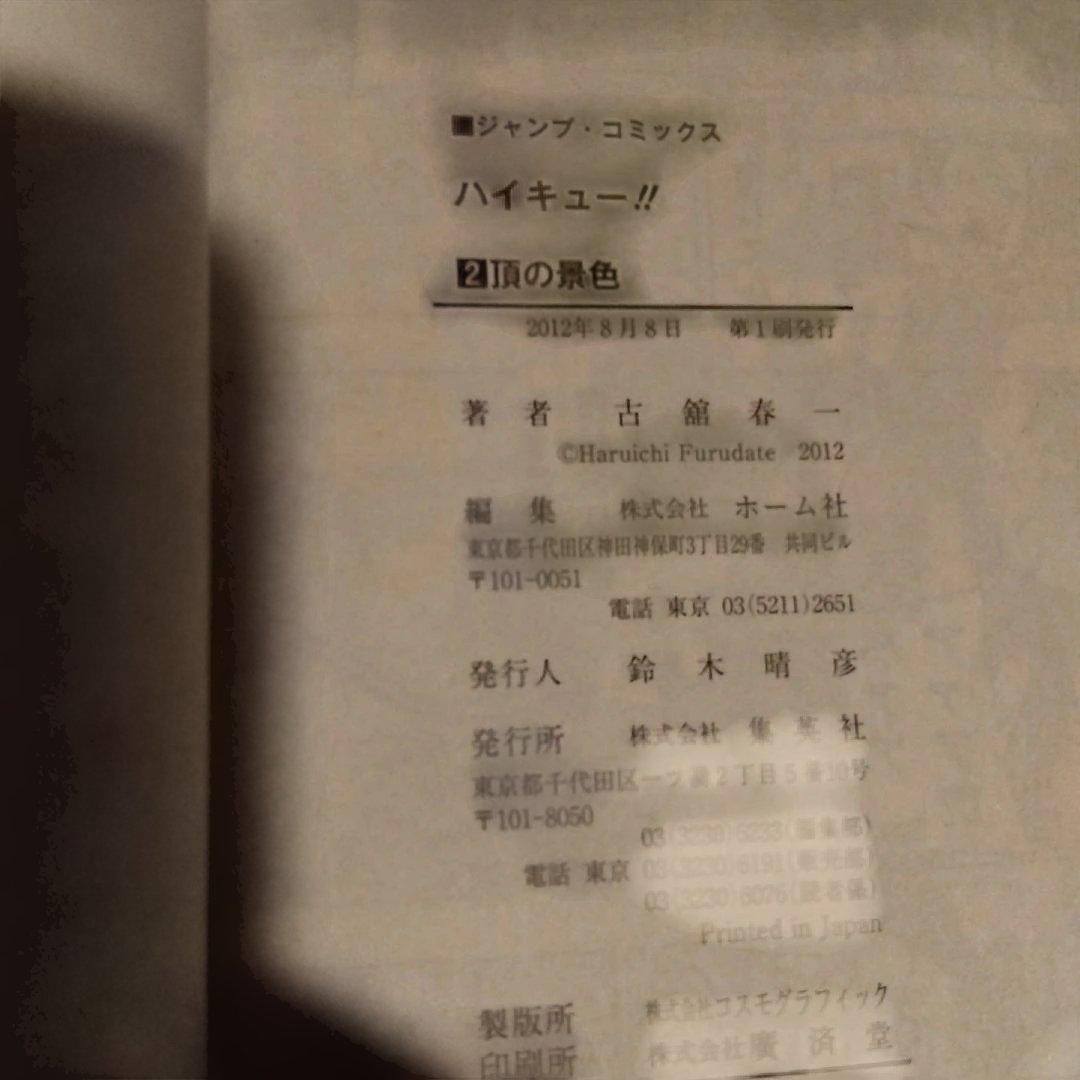 ■ジャンプ・コミックス
ハイキュー!!
2頂の景色
2012年8月8日 第1刷発行
著者 古舘春一
©Haruichi Furudate 2012
編集 株式会社 ホーム社
東京都千代田区神田神保町3丁目29番 共同ビル
〒101-0051
電話 東京 03(5211)2651
発行人 鈴木晴彦
発行所 株式会社 集英社
東京都千代田区一ツ橋2丁目5番10号
〒101-8050
03(3230)6233(編集部)
電話 東京 03(3230)6191(販売部)
03(3230)6076(読者係)
Printed in Japan
製版所 株式会社コスモグラフィック
印刷所 株式会社廣済堂